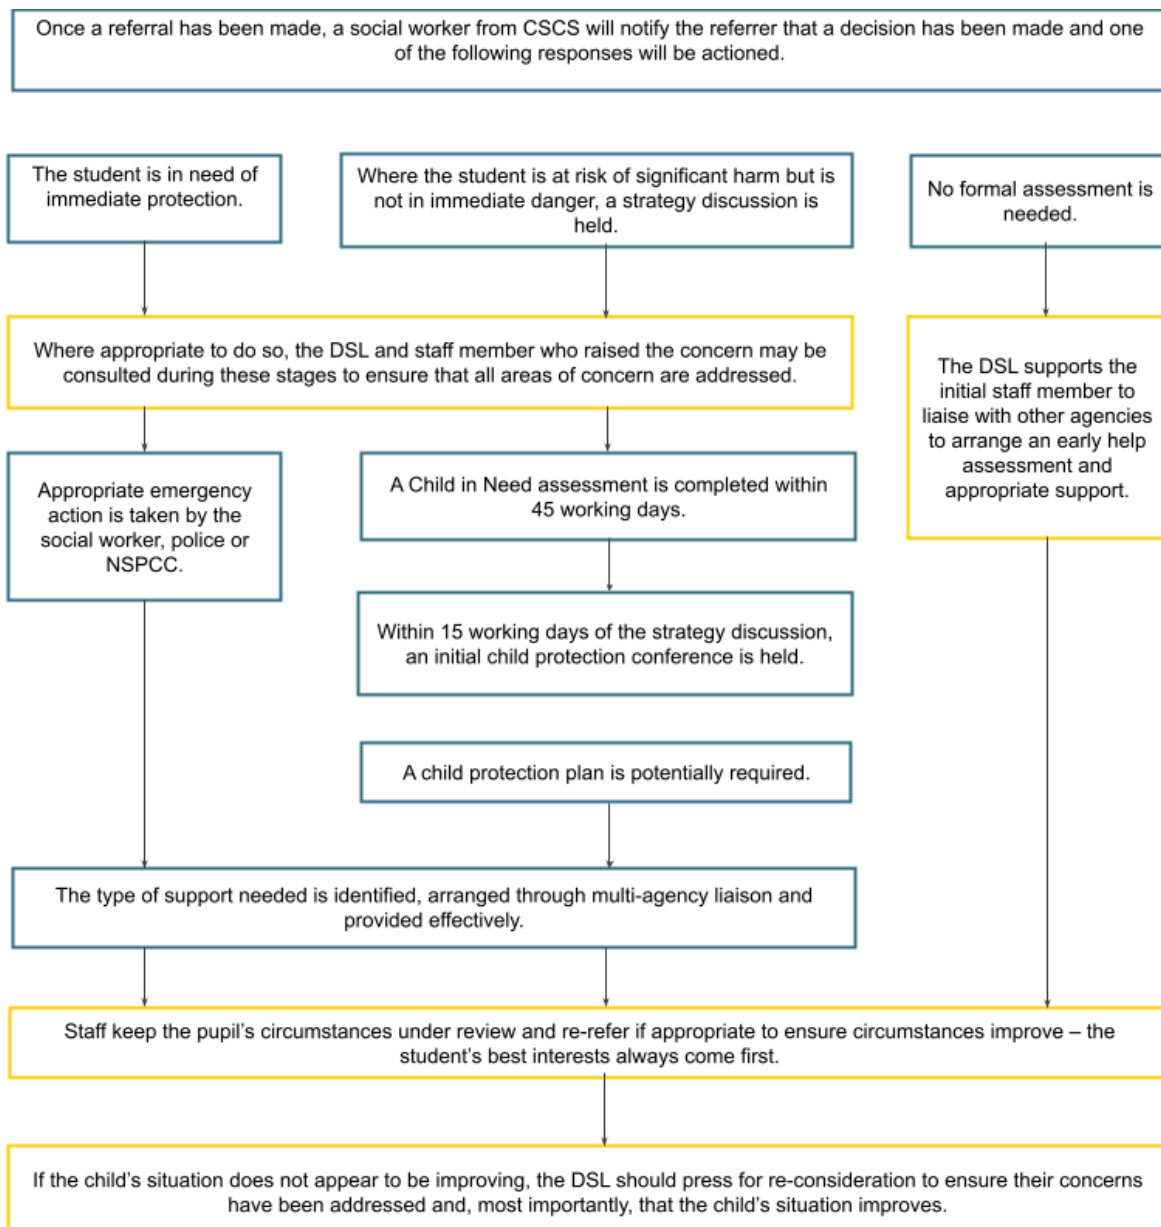 Once a referral has been made, a social worker from CSCS will notify the referrer that a decision has been made and one
of the following responses will be actioned.
The student is in need of
immediate protection.
Where the student is at risk of significant harm but is
not in immediate danger, a strategy discussion is
held.
No formal assessment is
needed.
Where appropriate to do so, the DSL and staff member who raised the concern may be
consulted during these stages to ensure that all areas of concern are addressed.
The DSL supports the
initial staff member to
liaise with other agencies
to arrange an early help
assessment and
appropriate support.
Appropriate emergency
action is taken by the
social worker, police or
NSPCC.
A Child in Need assessment is completed within
45 working days.
Within 15 working days of the strategy discussion,
an initial child protection conference is held.
A child protection plan is potentially required.
The type of support needed is identified, arranged through multi-agency liaison and
provided effectively.
Staff keep the pupil's circumstances under review and re-refer if appropriate to ensure circumstances improve – the
student's best interests always come first.
If the child's situation does not appear to be improving, the DSL should press for re-consideration to ensure their concerns
have been addressed and, most importantly, that the child's situation improves.